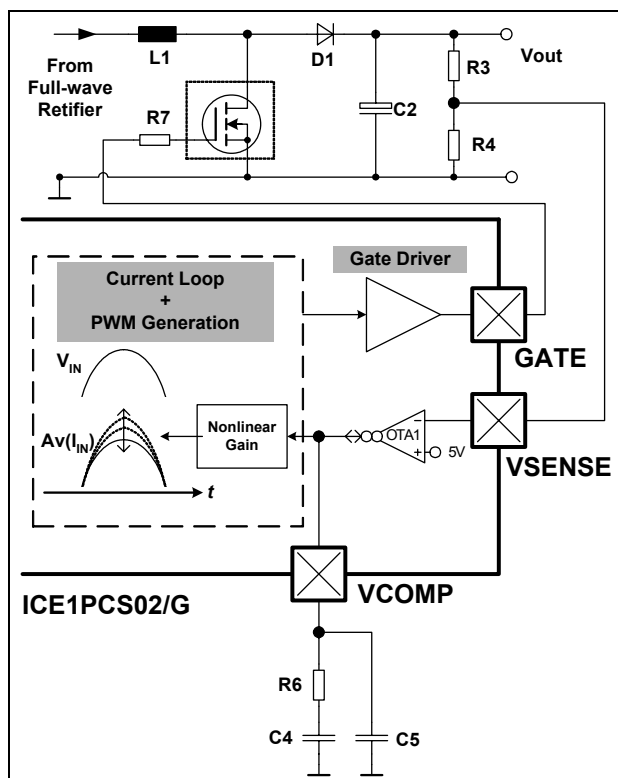 From
Full-wave
Retifier
L1
D1
R3
Vout
R7
C2
R4
Current Loop
+
PWM Generation
Gate Driver
GATE
VIN
Av(IIN)
Nonlinear
Gain
t
OTA1
−
+
5V
VSENSE
ICE1PCS02/G
VCOMP
R6
C4
C5